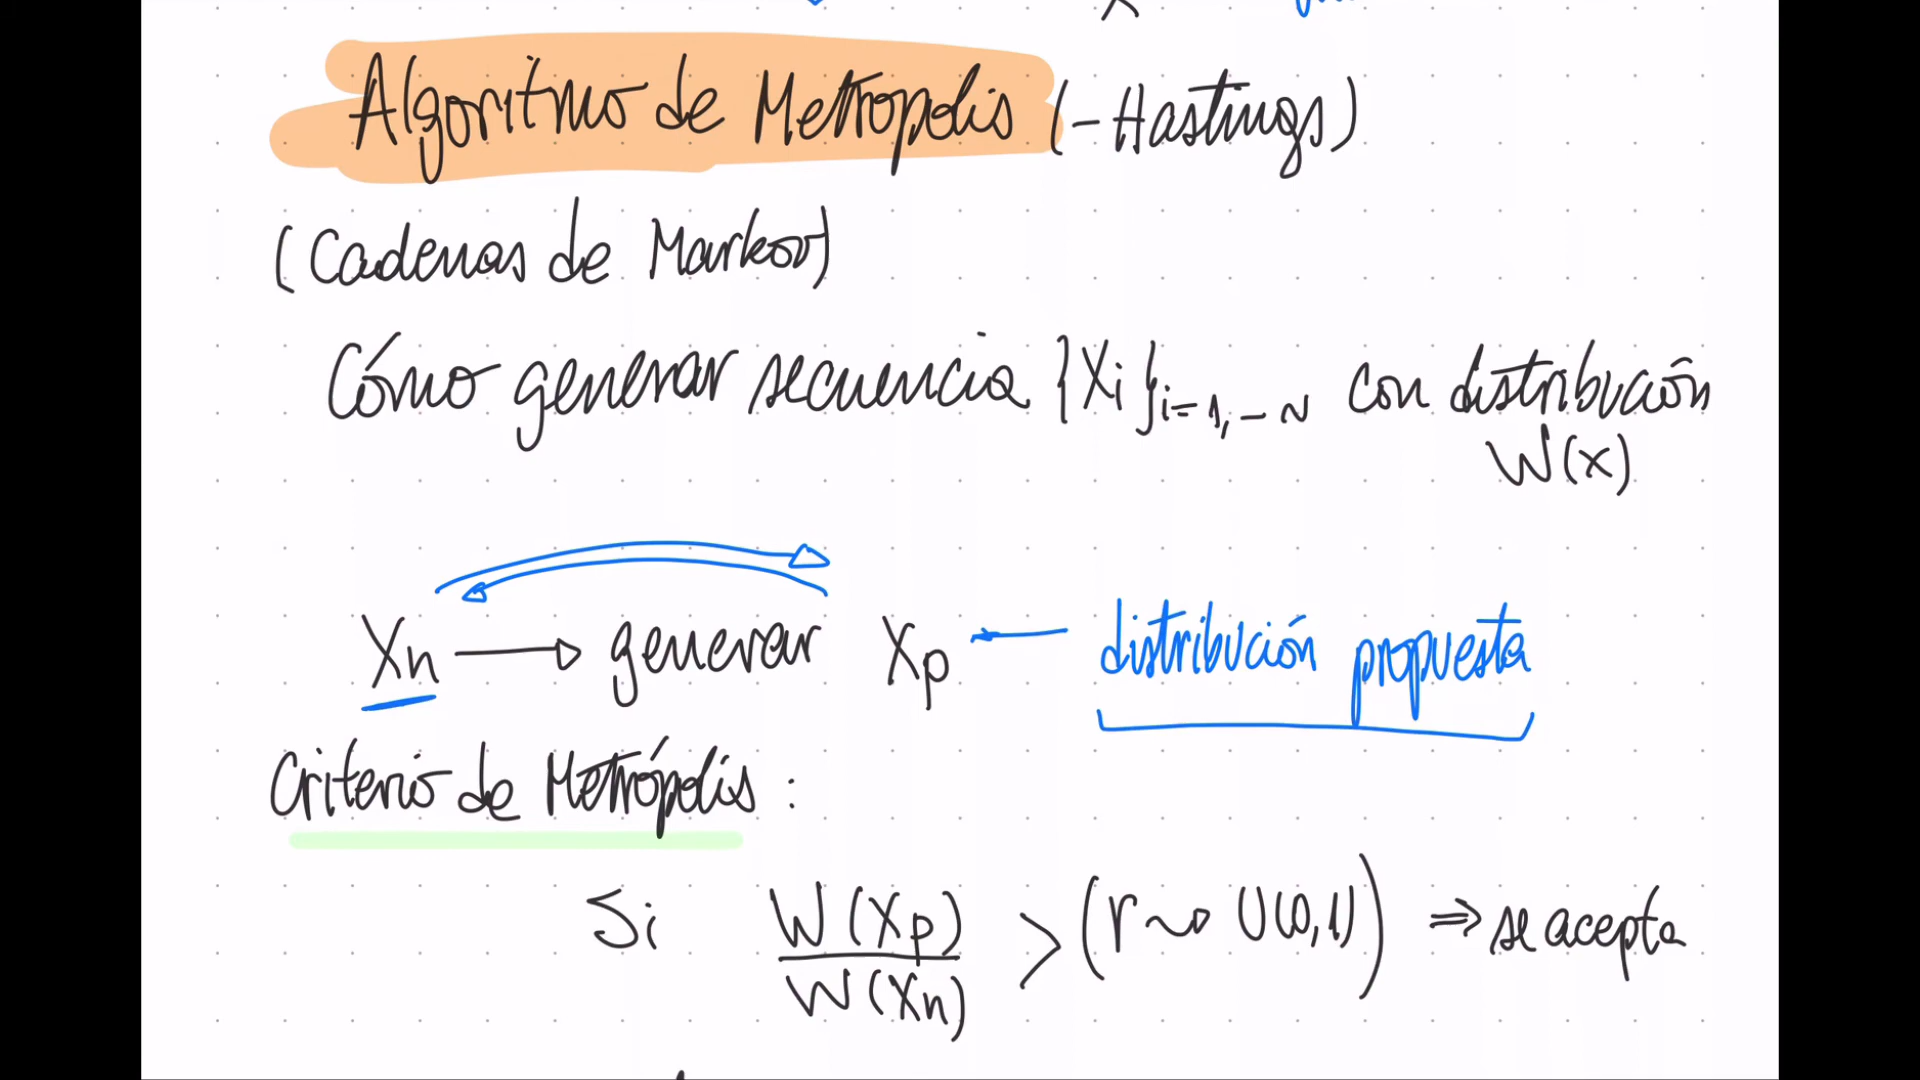 Algoritmo de Metropolis (-Hastings)
(Cadenas de Markov)
Cómo generar secuencia {Xi}i=1,-N con distribución
W(x)
Xn → generar Xp ← distribución propuesta
Criterio de Metrópolis :
Si W(Xp)/W(Xn) > (r ~ U(0,1)) ⇒ se acepta